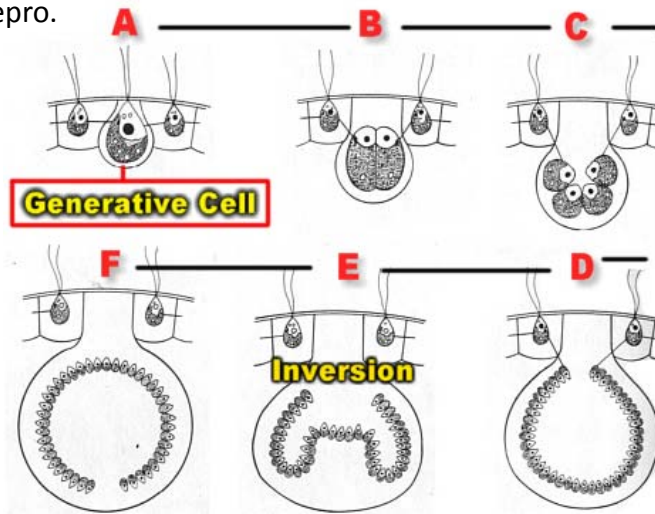 epro.
A B C
Generative Cell
F E D
Inversion